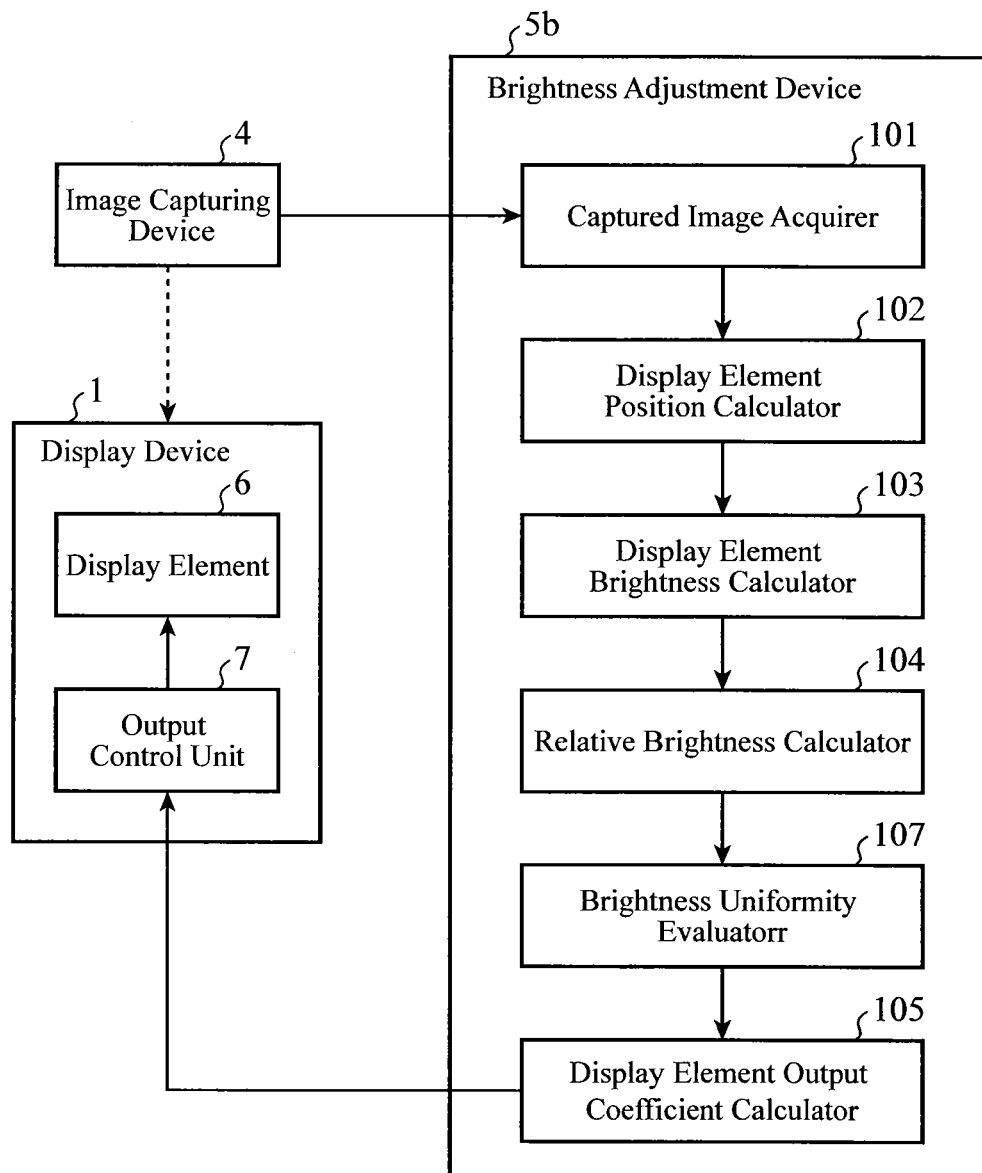 5b
Brightness Adjustment Device
4
Image Capturing
Device
101
Captured Image Acquirer
102
Display Element
Position Calculator
1
Display Device
6
Display Element
103
Display Element
Brightness Calculator
7
Output
Control Unit
104
Relative Brightness Calculator
107
Brightness Uniformity
Evaluatorr
105
Display Element Output
Coefficient Calculator